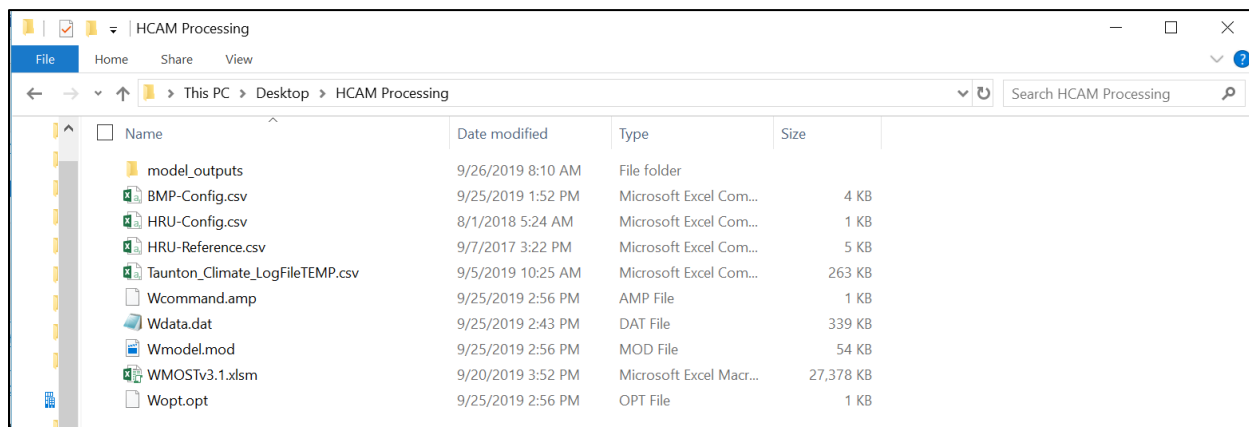 HCAM Processing
File Home Share View
This PC > Desktop > HCAM Processing Search HCAM Processing
Name Date modified Type Size
model_outputs 9/26/2019 8:10 AM File folder
BMP-Config.csv 9/25/2019 1:52 PM Microsoft Excel Com... 4 KB
HRU-Config.csv 8/1/2018 5:24 AM Microsoft Excel Com... 1 KB
HRU-Reference.csv 9/7/2017 3:22 PM Microsoft Excel Com... 5 KB
Taunton_Climate_LogFileTEMP.csv 9/5/2019 10:25 AM Microsoft Excel Com... 263 KB
Wcommand.amp 9/25/2019 2:56 PM AMP File 1 KB
Wdata.dat 9/25/2019 2:43 PM DAT File 339 KB
Wmodel.mod 9/25/2019 2:56 PM MOD File 54 KB
WMOSTv3.1.xlsm 9/20/2019 3:52 PM Microsoft Excel Macr... 27,378 KB
Wopt.opt 9/25/2019 2:56 PM OPT File 1 KB